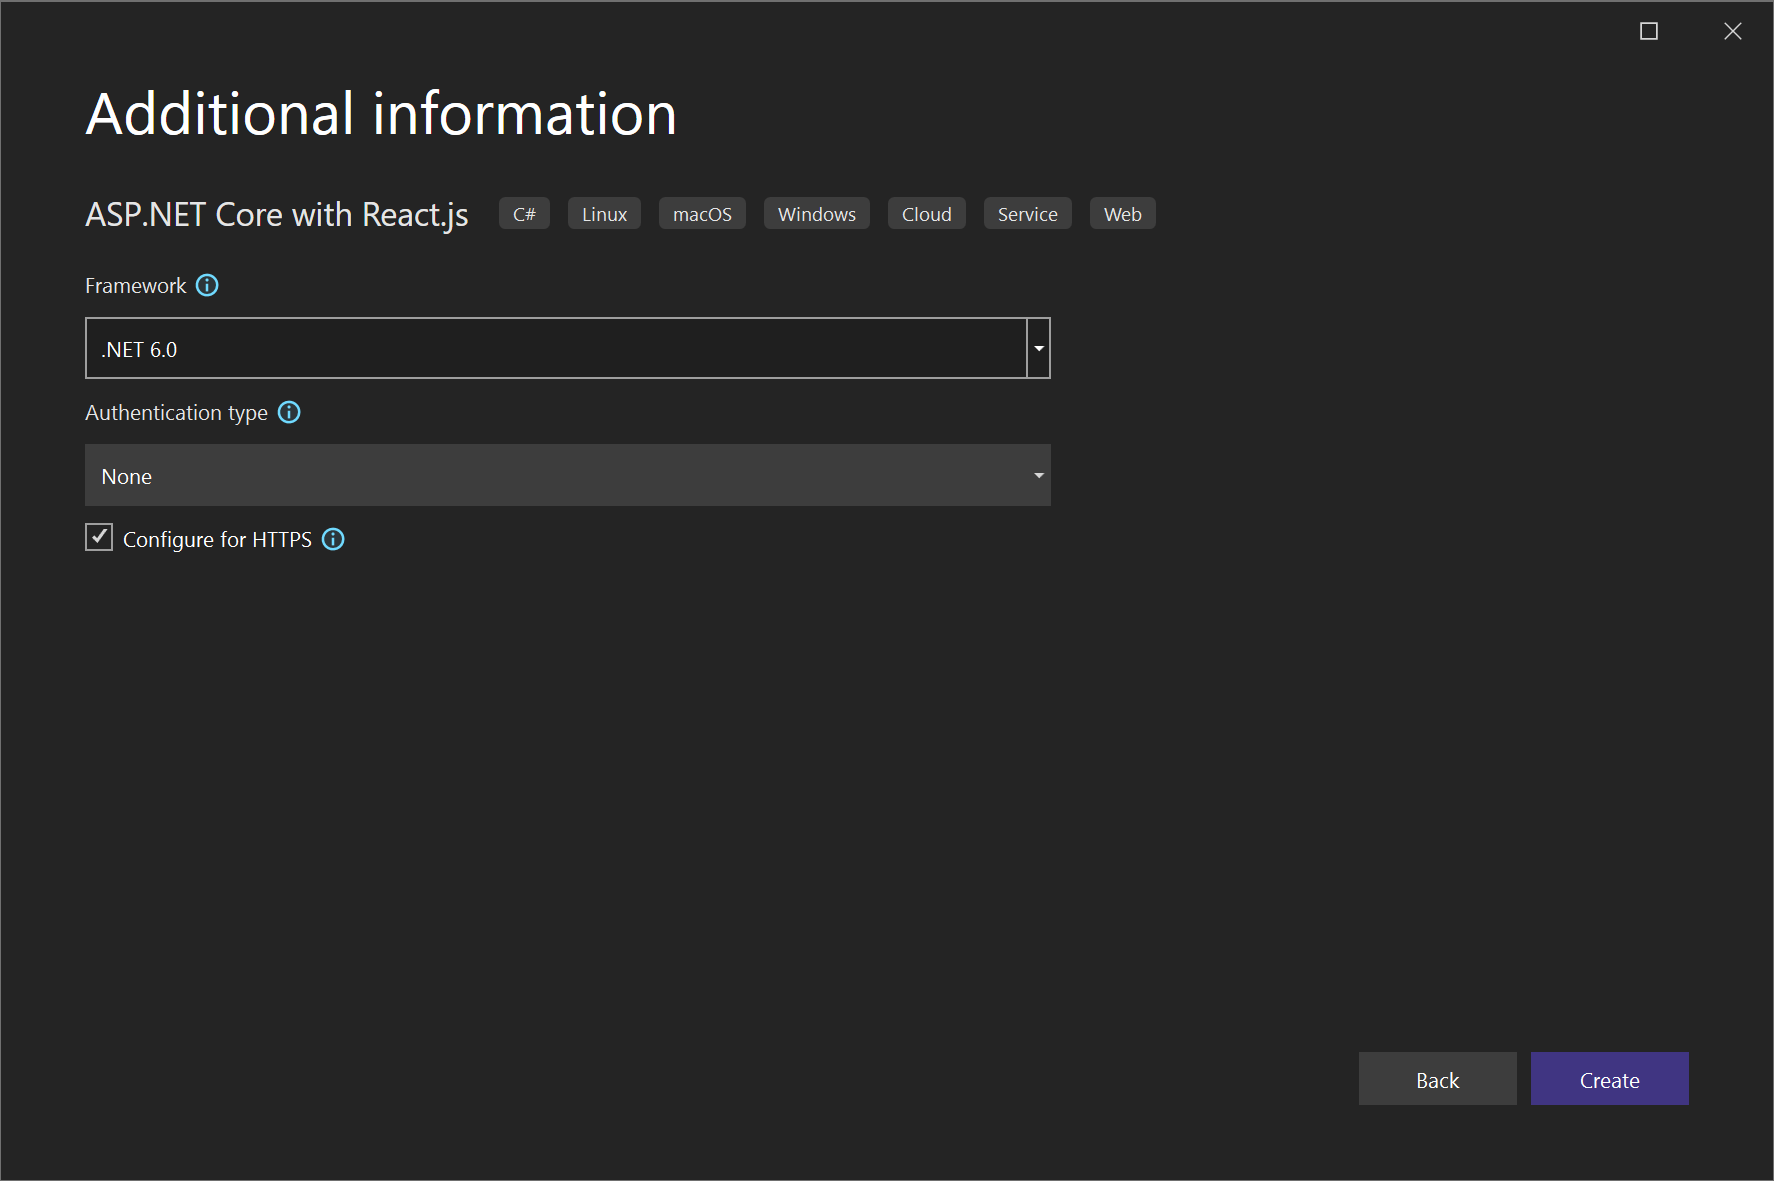 Additional information
ASP.NET Core with React.js C# Linux macOS Windows Cloud Service Web
Framework
.NET 6.0
Authentication type
None
Configure for HTTPS
Back Create